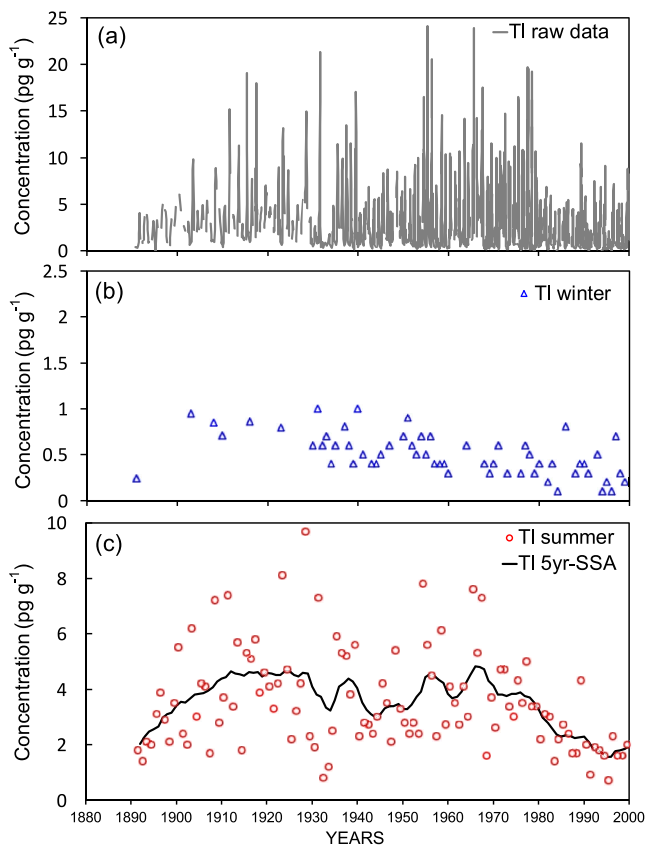 25
20
15
10
5
0
Concentration (pg g⁻¹)
(a)
Tl raw data
2.5
2
1.5
1
0.5
0
Concentration (pg g⁻¹)
(b)
Tl winter
10
8
6
4
2
0
Concentration (pg g⁻¹)
(c)
Tl summer
Tl 5yr-SSA
1880 1890 1900 1910 1920 1930 1940 1950 1960 1970 1980 1990 2000
YEARS